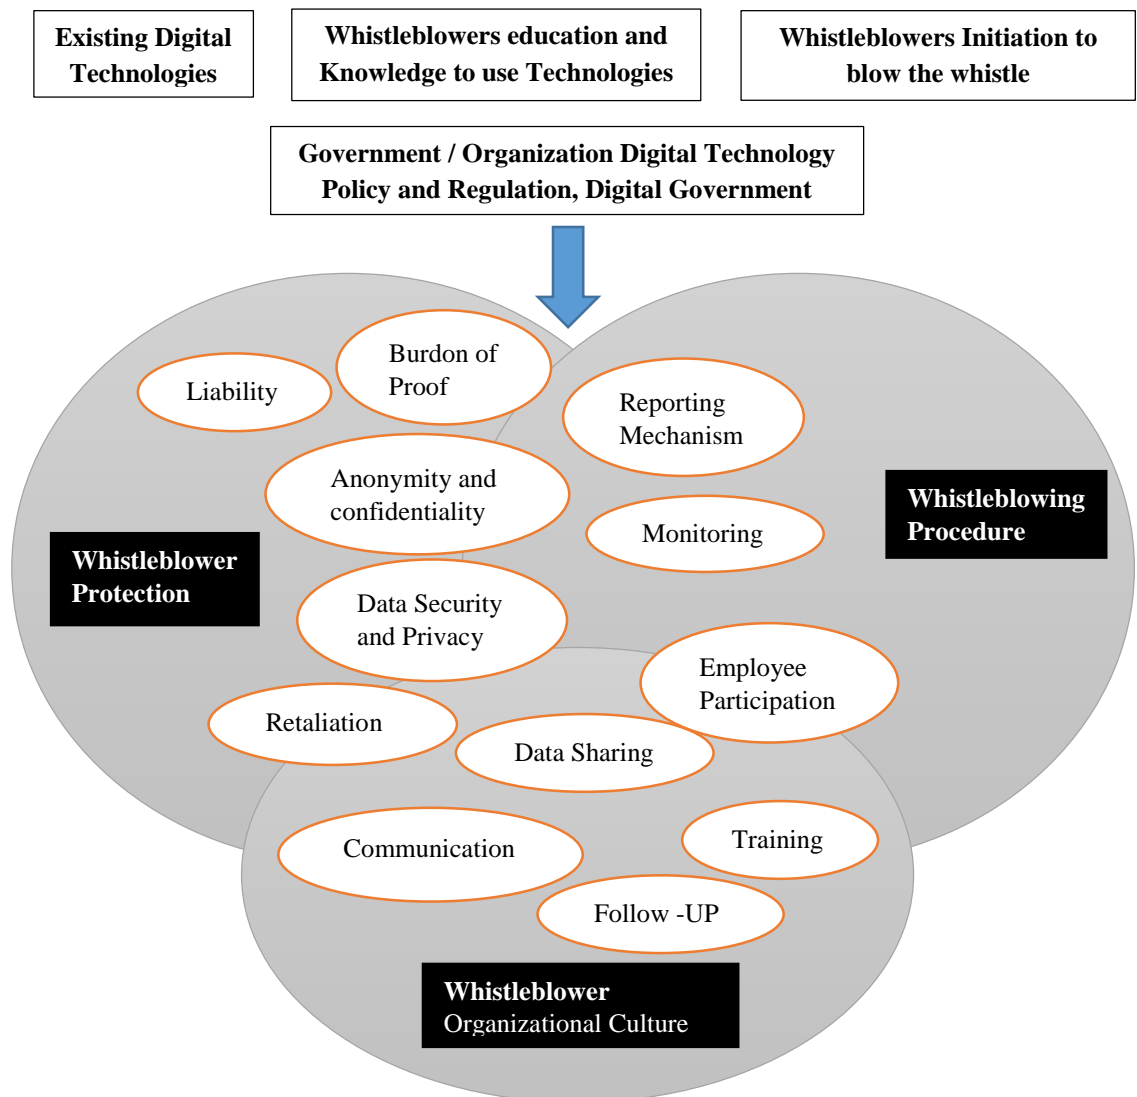 Existing Digital
Technologies
Whistleblowers education and
Knowledge to use Technologies
Whistleblowers Initiation to
blow the whistle
Government / Organization Digital Technology
Policy and Regulation, Digital Government
Burdon of
Proof
Liability
Reporting
Mechanism
Anonymity and
confidentiality
Whistleblowing
Procedure
Monitoring
Whistleblower
Protection
Data Security
and Privacy
Employee
Participation
Retaliation
Data Sharing
Communication
Training
Follow -UP
Whistleblower
Organizational Culture